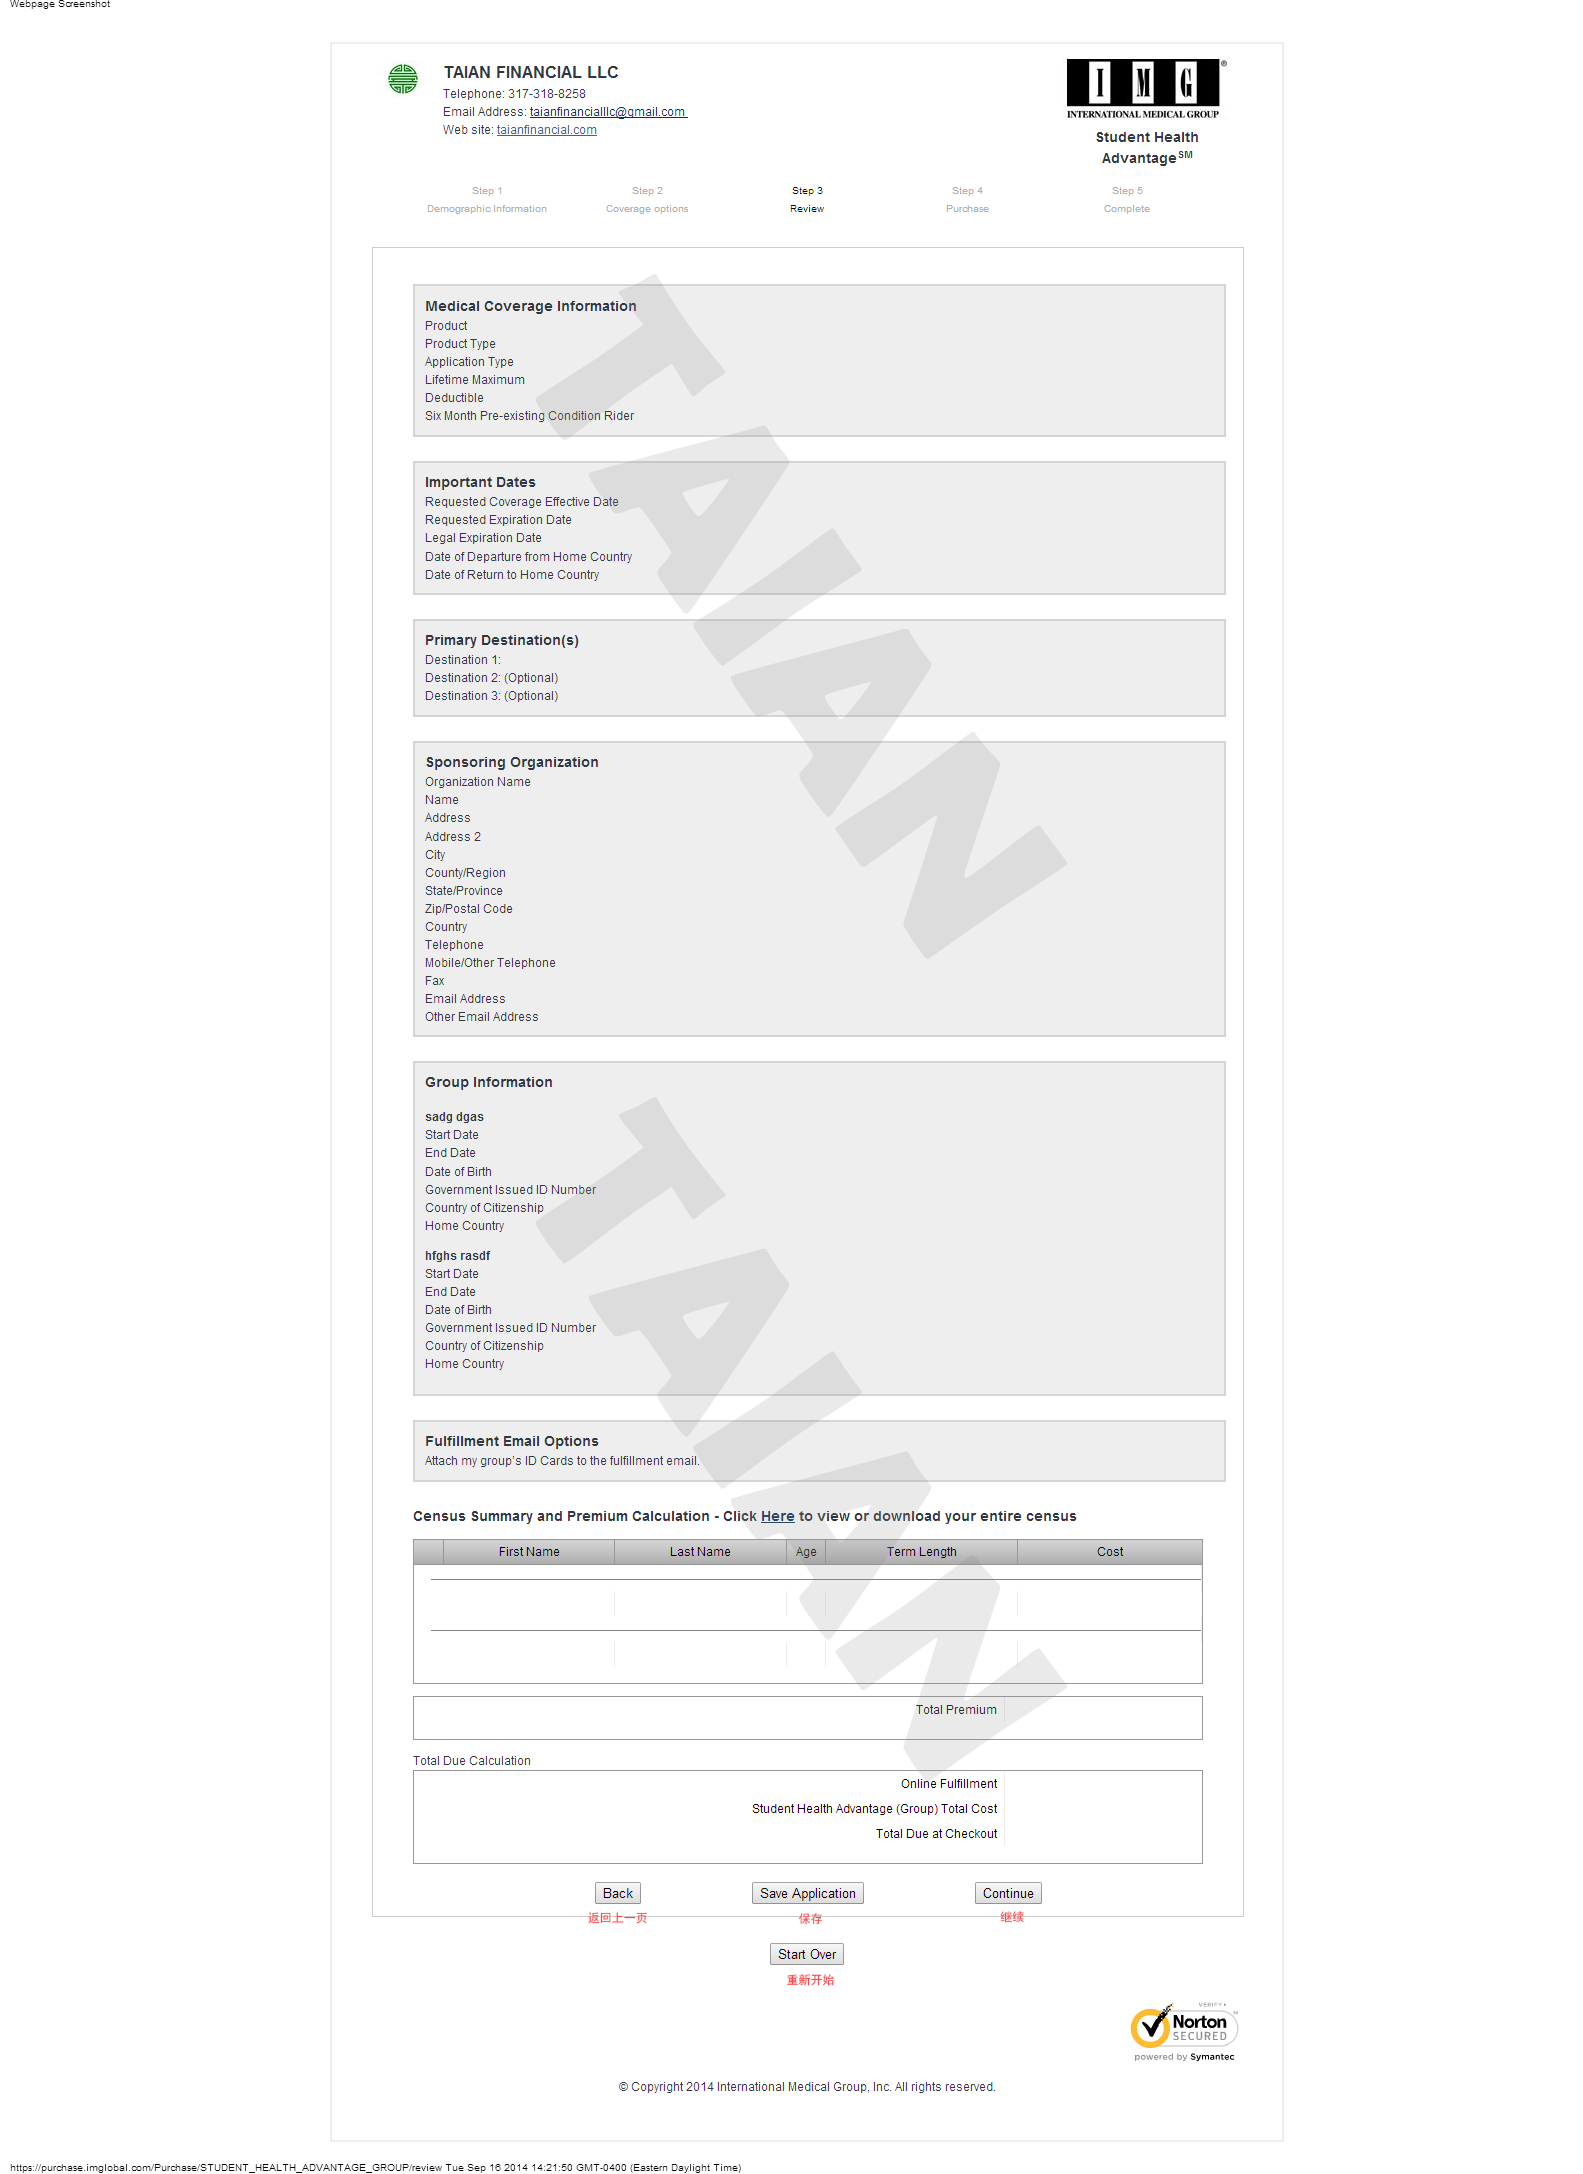 Webpage Screenshot
TAIAN FINANCIAL LLC
Telephone: 317-318-8258
Email Address: taianfinancialllc@gmail.com
Web site: taianfinancial.com
IMG®
INTERNATIONAL MEDICAL GROUP
Student Health
Advantage℠
Step 1 Step 2 Step 3 Step 4 Step 5
Demographic Information Coverage options Review Purchase Complete
Medical Coverage Information
Product
Product Type
Application Type
Lifetime Maximum
Deductible
Six Month Pre-existing Condition Rider
Important Dates
Requested Coverage Effective Date
Requested Expiration Date
Legal Expiration Date
Date of Departure from Home Country
Date of Return to Home Country
Primary Destination(s)
Destination 1:
Destination 2: (Optional)
Destination 3: (Optional)
TAIAN
Sponsoring Organization
Organization Name
Name
Address
Address 2
City
County/Region
State/Province
Zip/Postal Code
Country
Telephone
Mobile/Other Telephone
Fax
Email Address
Other Email Address
Group Information
sadg dgas
Start Date
End Date
Date of Birth
Government Issued ID Number
Country of Citizenship
Home Country
hfghs rasdf
Start Date
End Date
Date of Birth
Government Issued ID Number
Country of Citizenship
Home Country
TAIAN
Fulfillment Email Options
Attach my group's ID Cards to the fulfillment email.
Census Summary and Premium Calculation - Click Here to view or download your entire census
First Name Last Name Age Term Length Cost
Total Premium
Total Due Calculation
Online Fulfillment
Student Health Advantage (Group) Total Cost
Total Due at Checkout
Back Save Application Continue
返回上一页 保存 继续
Start Over
重新开始
VERIFY
Norton
SECURED
powered by Symantec
© Copyright 2014 International Medical Group, Inc. All rights reserved.
https://purchase.imglobal.com/Purchase/STUDENT_HEALTH_ADVANTAGE_GROUP/review Tue Sep 16 2014 14:21:50 GMT-0400 (Eastern Daylight Time)